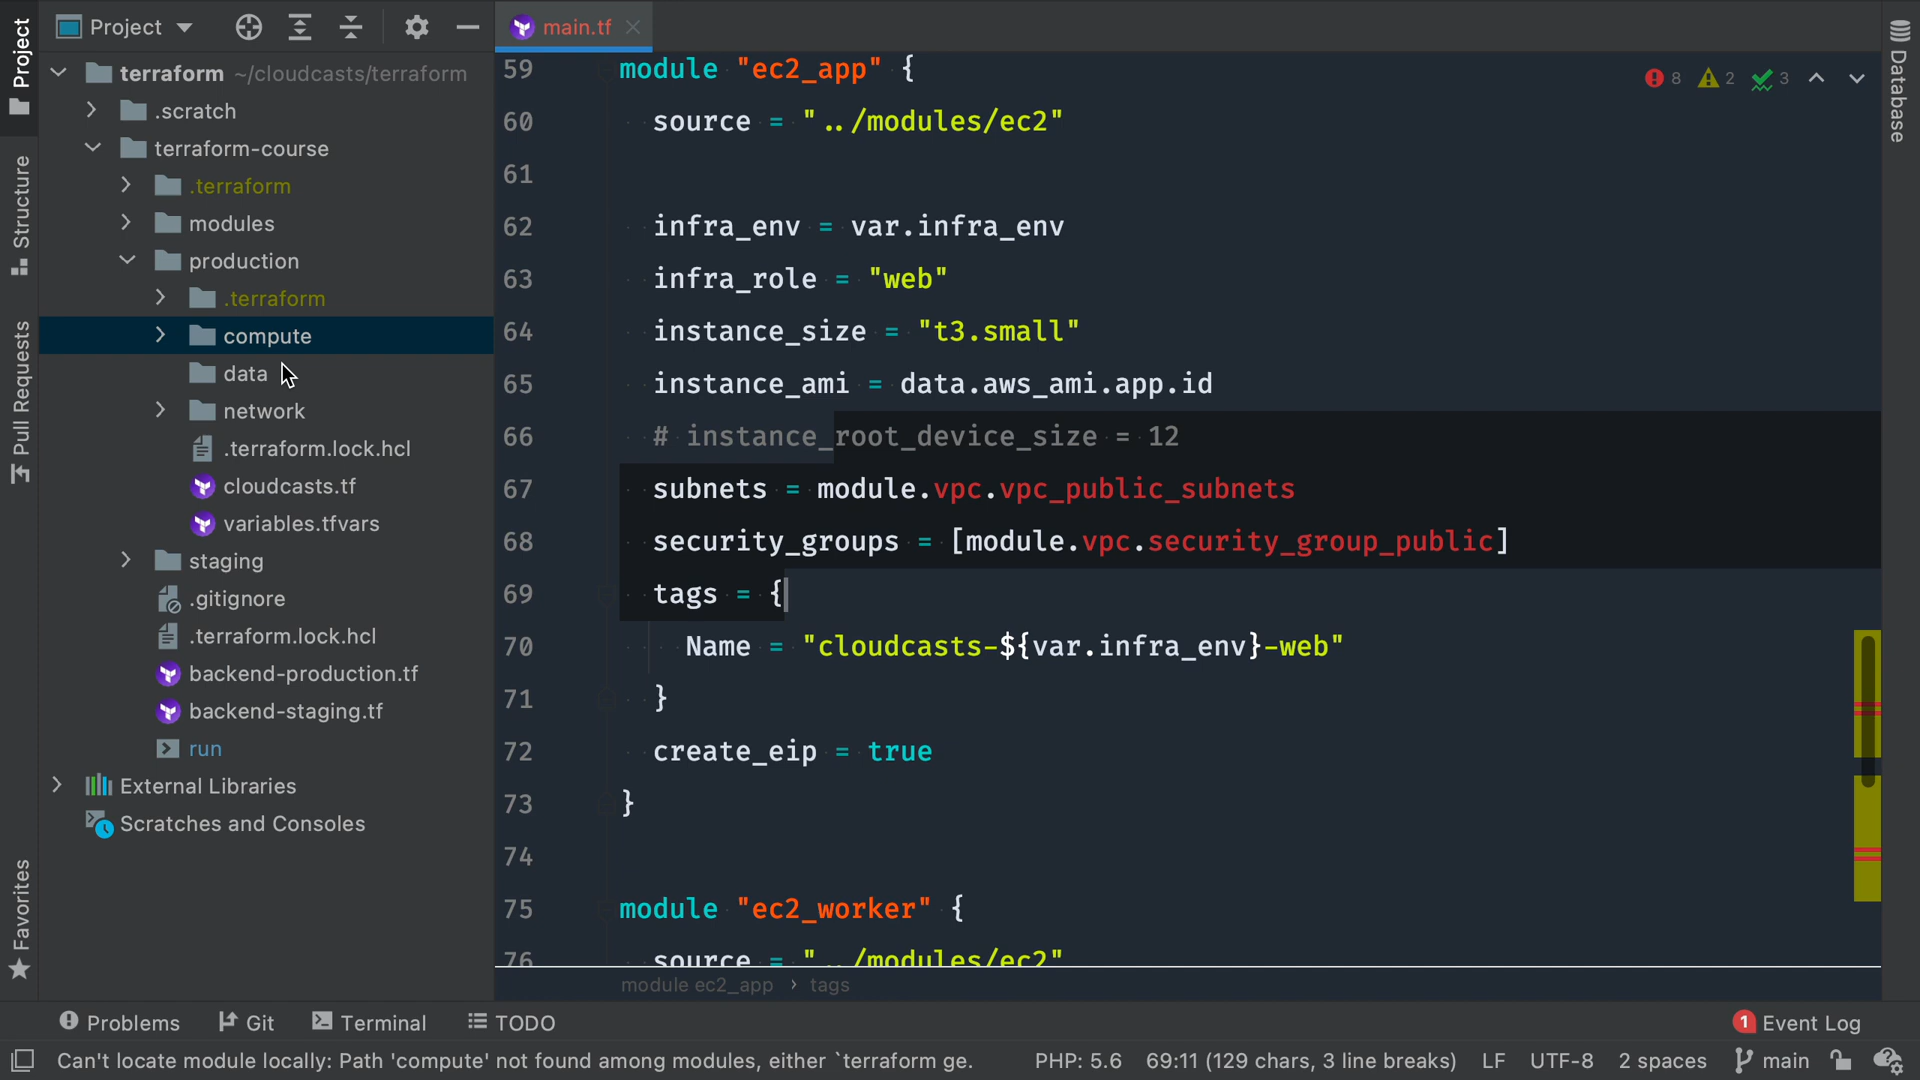 Project
main.tf
Project
terraform ~/cloudcasts/terraform
.scratch
terraform-course
.terraform
modules
production
.terraform
compute
data
network
.terraform.lock.hcl
cloudcasts.tf
variables.tfvars
staging
.gitignore
.terraform.lock.hcl
backend-production.tf
backend-staging.tf
run
External Libraries
Scratches and Consoles
Structure
Pull Requests
Favorites
8 2 3
Database
59 module "ec2_app" {
60 source = "../modules/ec2"
61
62 infra_env = var.infra_env
63 infra_role = "web"
64 instance_size = "t3.small"
65 instance_ami = data.aws_ami.app.id
66 # instance_root_device_size = 12
67 subnets = module.vpc.vpc_public_subnets
68 security_groups = [module.vpc.security_group_public]
69 tags = {
70 Name = "cloudcasts-${var.infra_env}-web"
71 }
72 create_eip = true
73 }
74
75 module "ec2_worker" {
76 source = "../modules/ec2"
module ec2_app › tags
Problems Git Terminal TODO
1 Event Log
Can't locate module locally: Path 'compute' not found among modules, either `terraform ge.
PHP: 5.6 69:11 (129 chars, 3 line breaks) LF UTF-8 2 spaces main